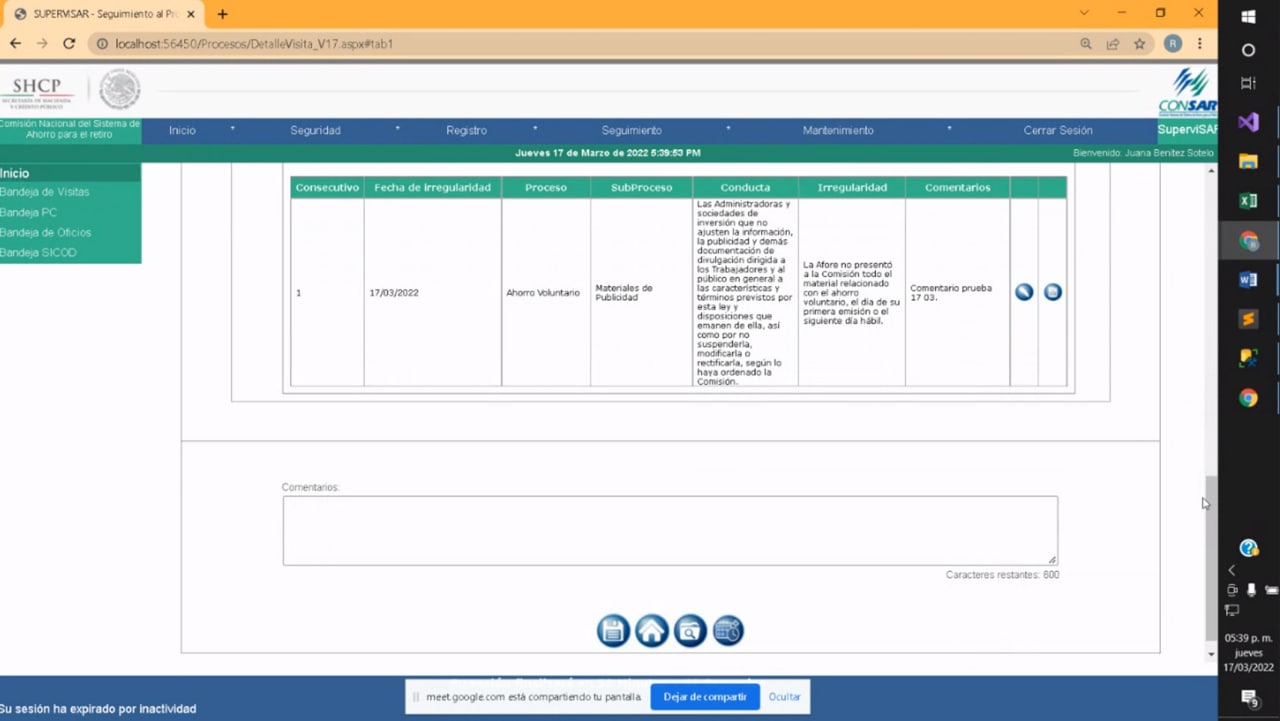 SUPERVISAR - Seguimiento al Pro
localhost:56450/Procesos/DetalleVisita_V17.aspx#tab1
R
SHCP
SECRETARÍA DE HACIENDA
Y CRÉDITO PÚBLICO
CONSAR
Comisión Nacional del Sistema de
Ahorro para el retiro
Inicio
Seguridad
Registro
Seguimiento
Mantenimiento
Cerrar Sesión
SuperviSAR
Jueves 17 de Marzo de 2022 5:39:53 PM
Bienvenido: Juana Benitez Sotelo
Inicio
Bandeja de Visitas
Bandeja PC
Bandeja de Oficios
Bandeja SICOD
Consecutivo
Fecha de irregularidad
Proceso
SubProceso
Conducta
Irregularidad
Comentarios
1
17/03/2022
Ahorro Voluntario
Materiales de
Publicidad
Las Administradoras y
sociedades de
inversión que no
ajusten la información,
la publicidad y demás
documentación de
divulgación dirigida a
los Trabajadores y al
público en general a
las características y
términos previstos por
esta ley y
disposiciones que
emanen de ella, así
como por no
suspenderla,
modificarla o
rectificarla, según lo
haya ordenado la
Comisión.
La Afore no presentó
a la Comisión todo el
material relacionado
con el ahorro
voluntario, el día de su
primera emisión o el
siguiente día hábil.
Comentario prueba
17 03.
Comentarios:
Caracteres restantes: 600
meet.google.com está compartiendo tu pantalla.
Dejar de compartir
Ocultar
Su sesión ha expirado por inactividad
05:39 p. m.
jueves
17/03/2022
9